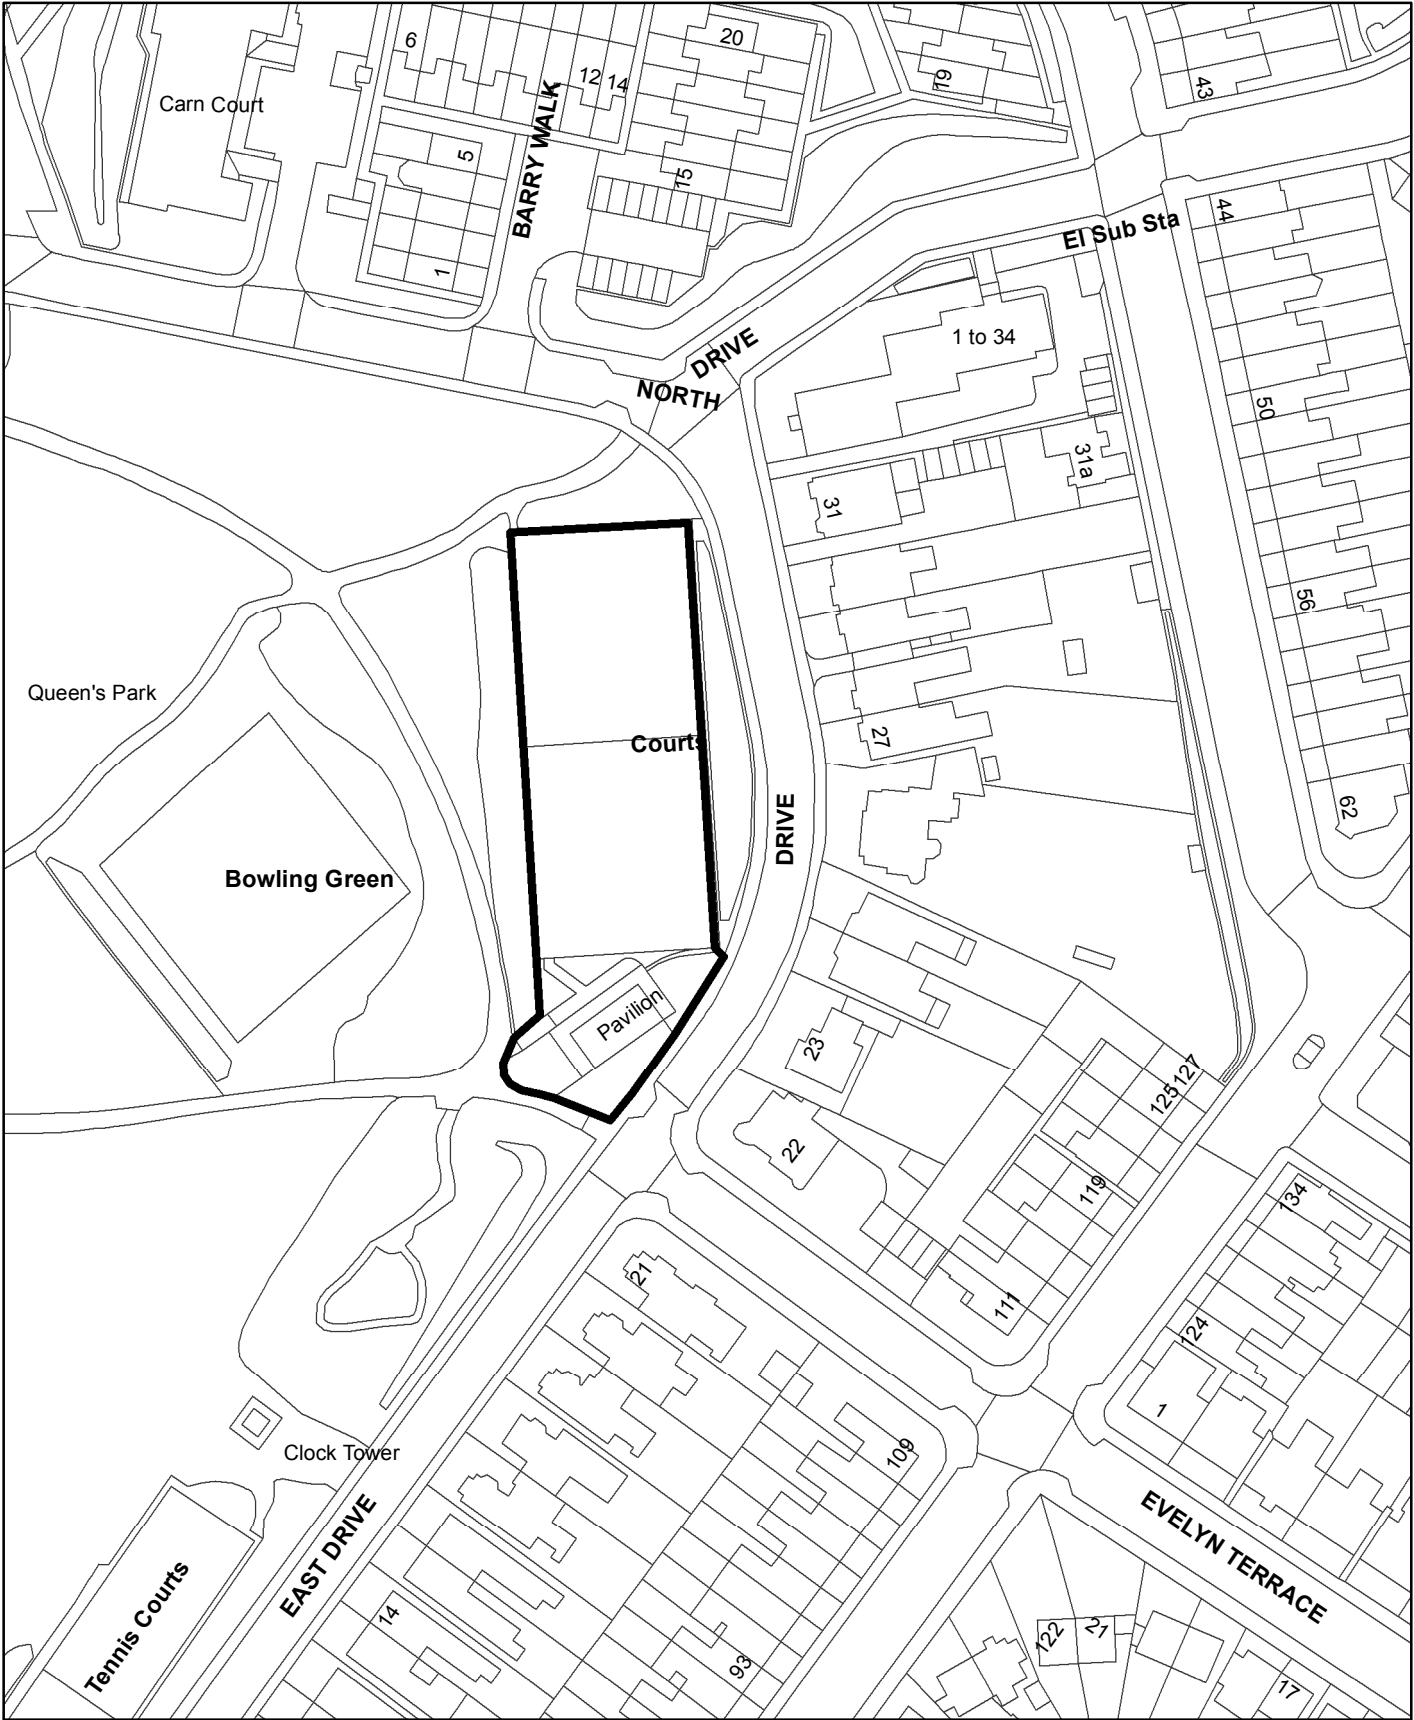 6
20
19
43
Carn Court
12
14
BARRY WALK
5
15
1
44
El Sub Sta
DRIVE
NORTH
1 to 34
50
31a
31
56
Queen's Park
27
Courts
DRIVE
62
Bowling Green
Pavilion
23
125
127
22
119
134
21
111
124
1
109
Clock Tower
EAST DRIVE
EVELYN TERRACE
Tennis Courts
14
93
122
21
17